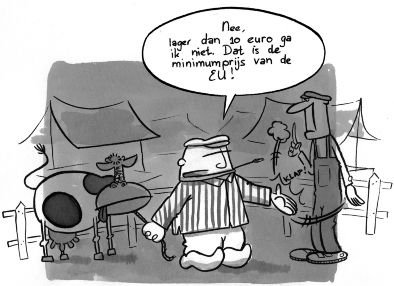 Nee,
lager dan 10 euro ga
ik niet. Dat is de
minimumprijs van de
EU!
KLAP!